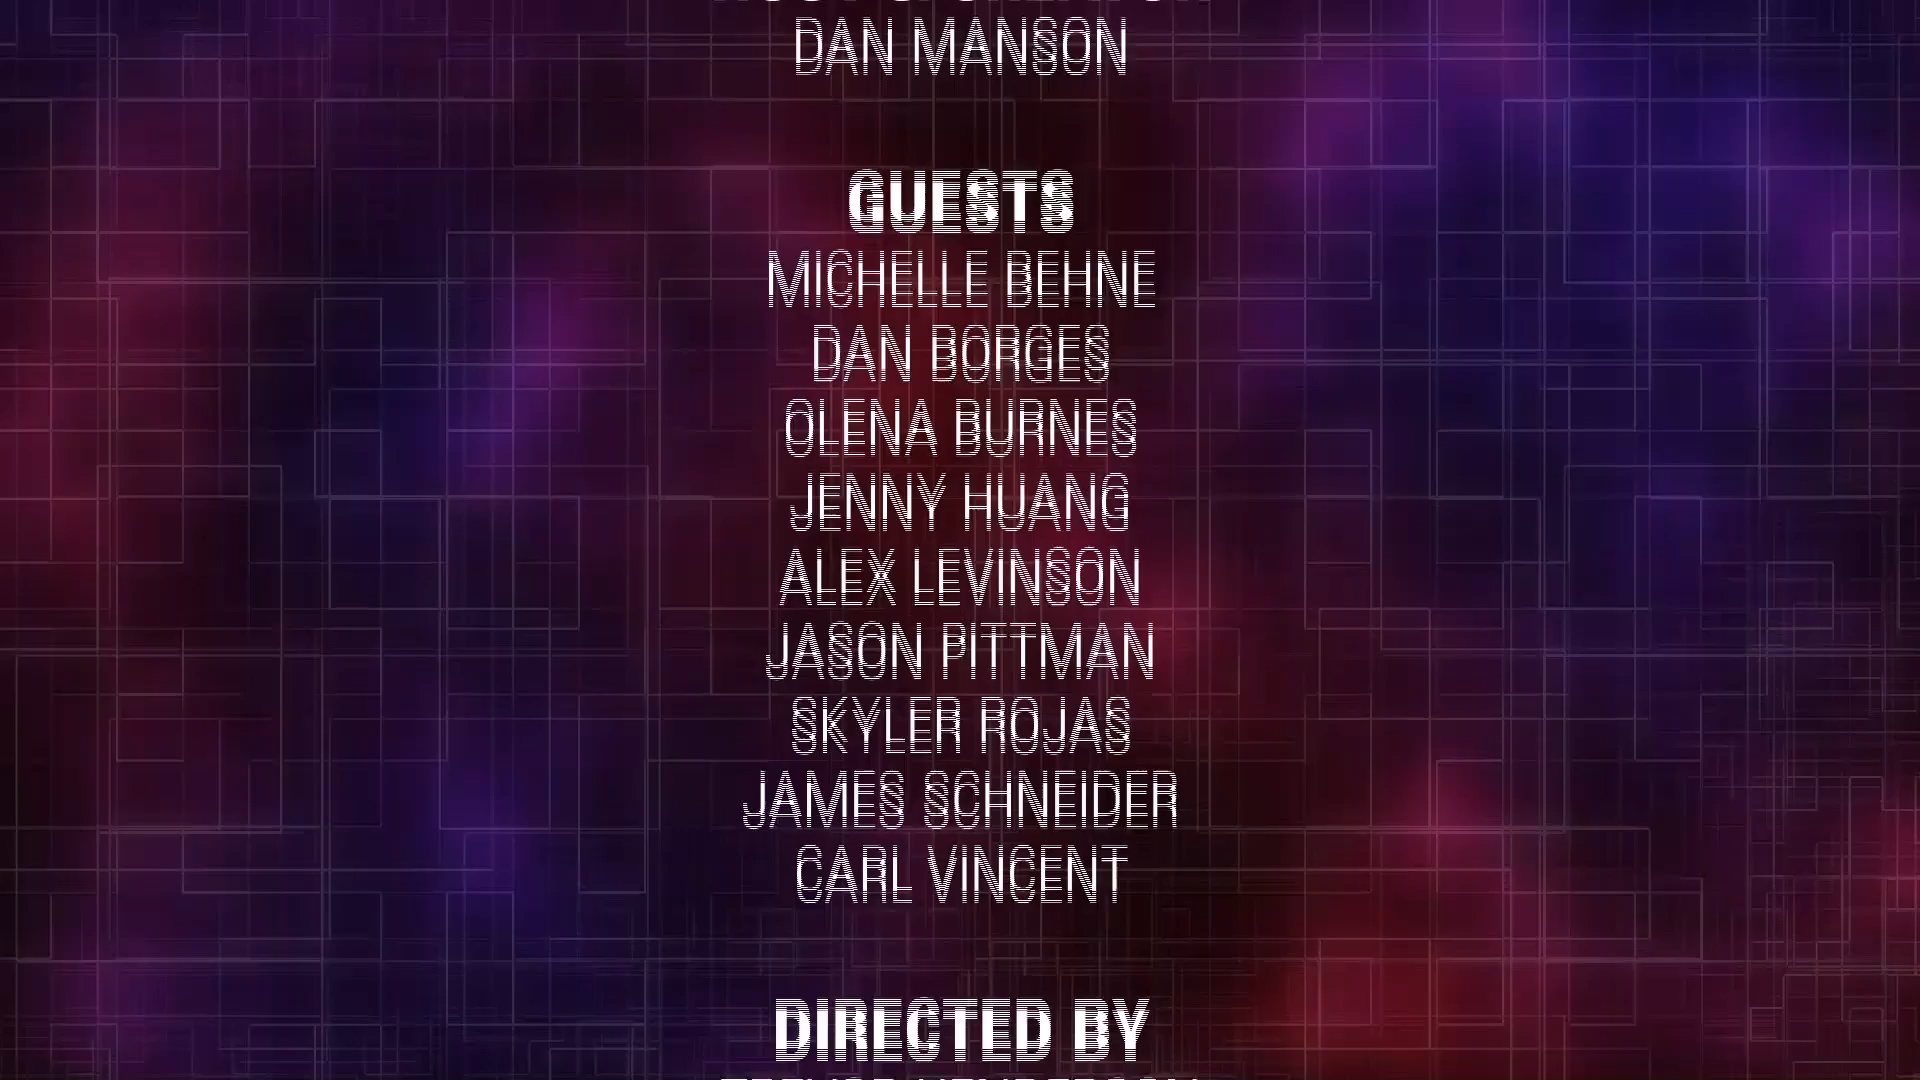 DAN MANSON
GUESTS
MICHELLE BEHNE
DAN BORGES
OLENA BURNES
JENNY HUANG
ALEX LEVINSON
JASON PITTMAN
SKYLER ROJAS
JAMES SCHNEIDER
CARL VINCENT
DIRECTED BY